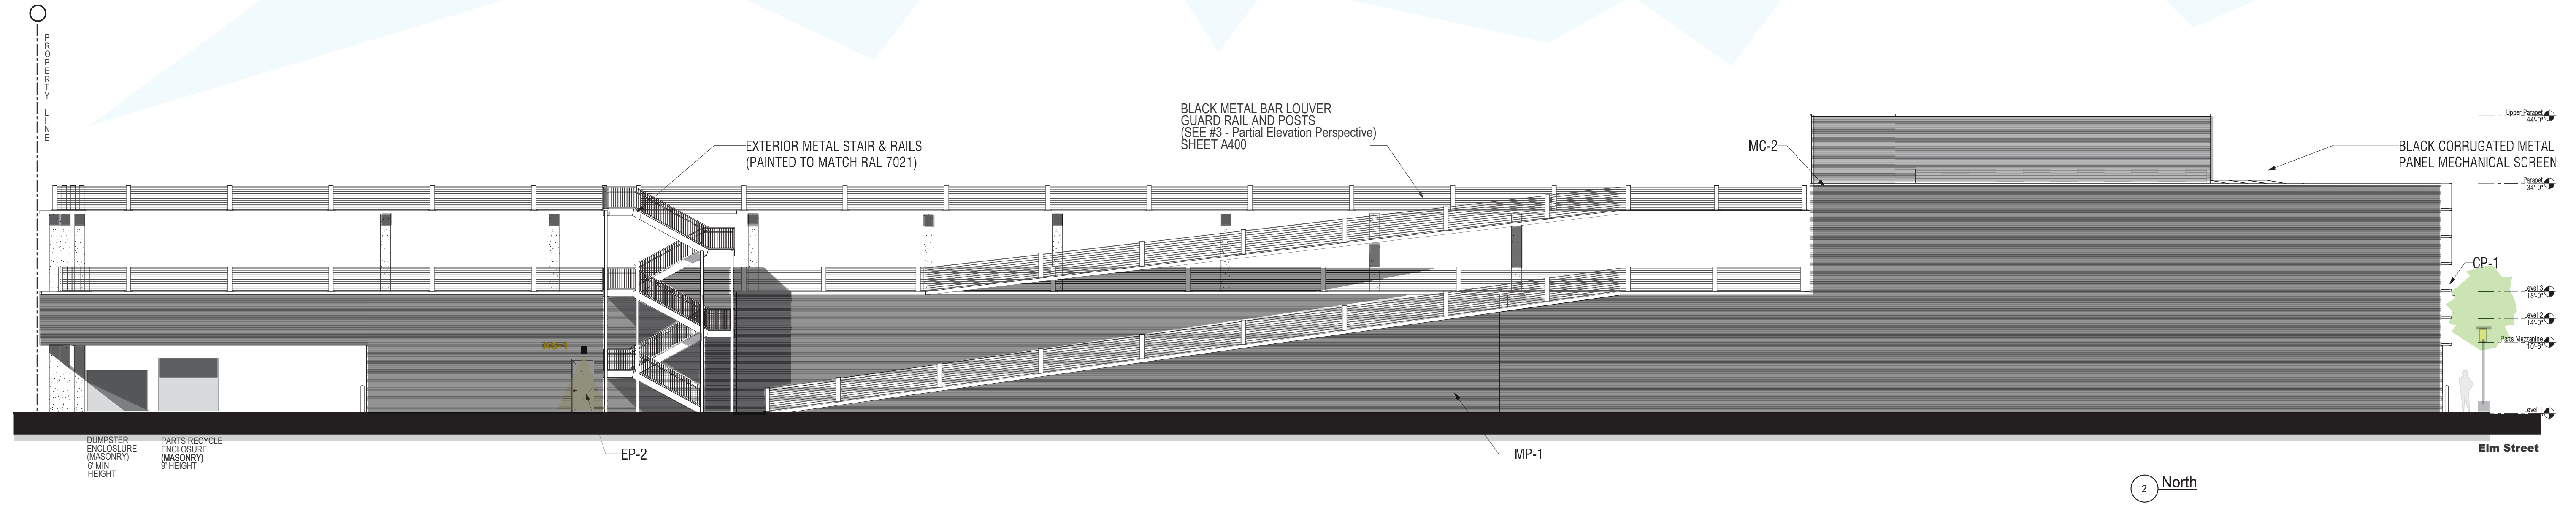 PROPERTY LINE
EXTERIOR METAL STAIR & RAILS
(PAINTED TO MATCH RAL 7021)
BLACK METAL BAR LOUVER
GUARD RAIL AND POSTS
(SEE #3 - Partial Elevation Perspective)
SHEET A400
MC-2
Upper Parapet
44'-0"
BLACK CORRUGATED METAL
PANEL MECHANICAL SCREEN
Parapet
34'-0"
CP-1
Level 3
18'-0"
Level 2
14'-0"
Parts Mezzanine
10'-6"
Level 1
DUMPSTER
ENCLOSLURE
(MASONRY)
6' MIN
HEIGHT
PARTS RECYCLE
ENCLOSURE
(MASONRY)
9' HEIGHT
EP-2
MP-1
Elm Street
2
North